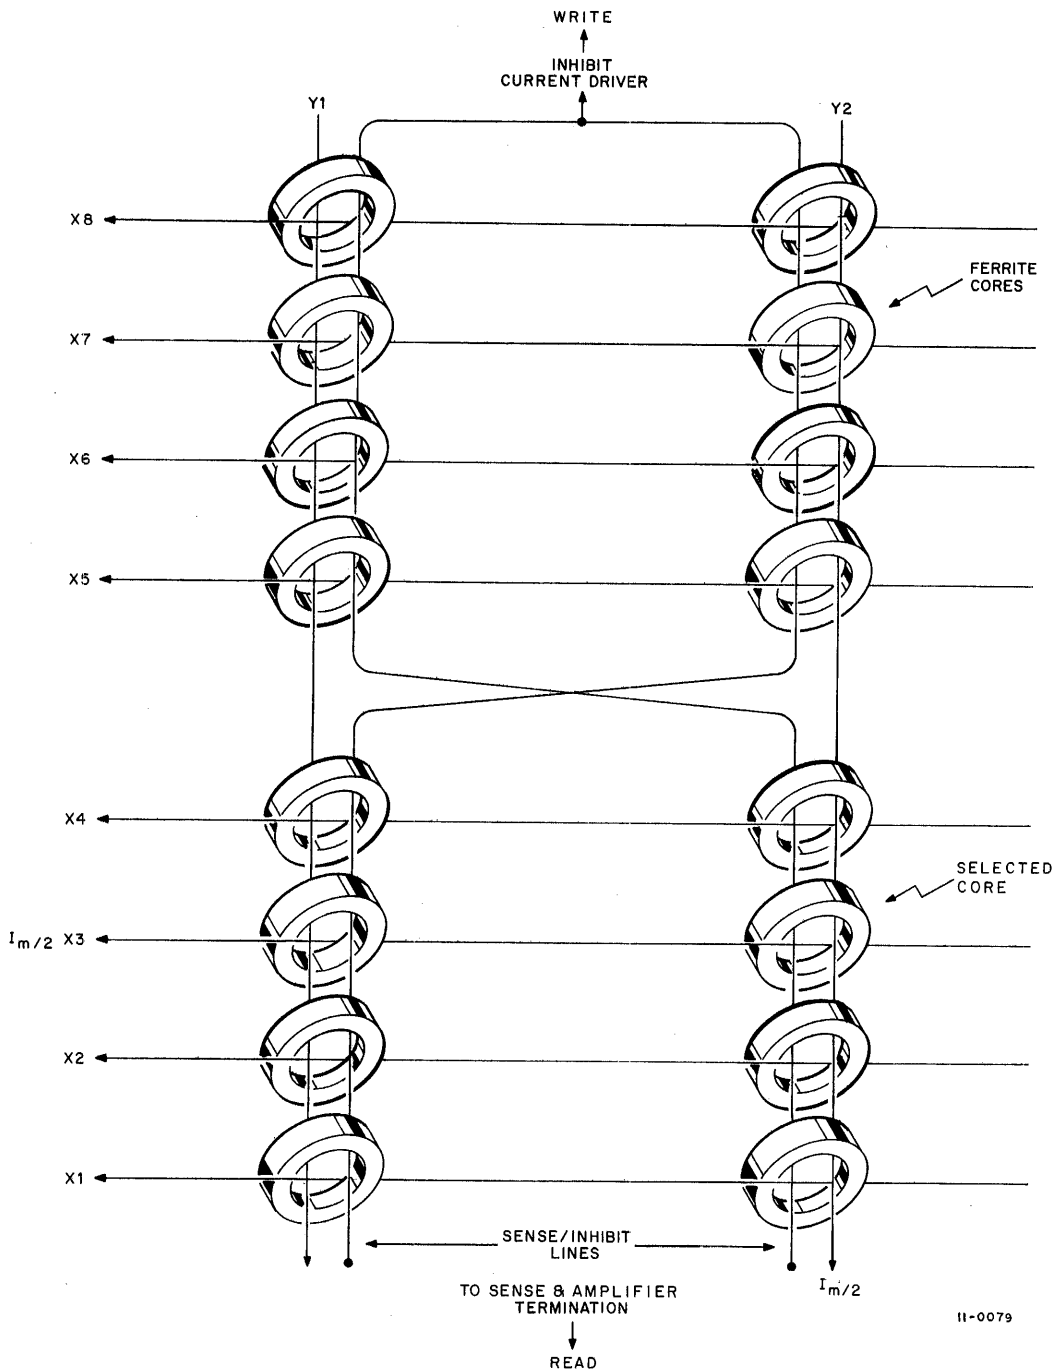 WRITE
INHIBIT
CURRENT DRIVER
Y1
Y2
X8
FERRITE
CORES
X7
X6
X5
X4
SELECTED
CORE
Im/2 X3
X2
X1
SENSE/INHIBIT
LINES
Im/2
TO SENSE & AMPLIFIER
TERMINATION
11-0079
READ